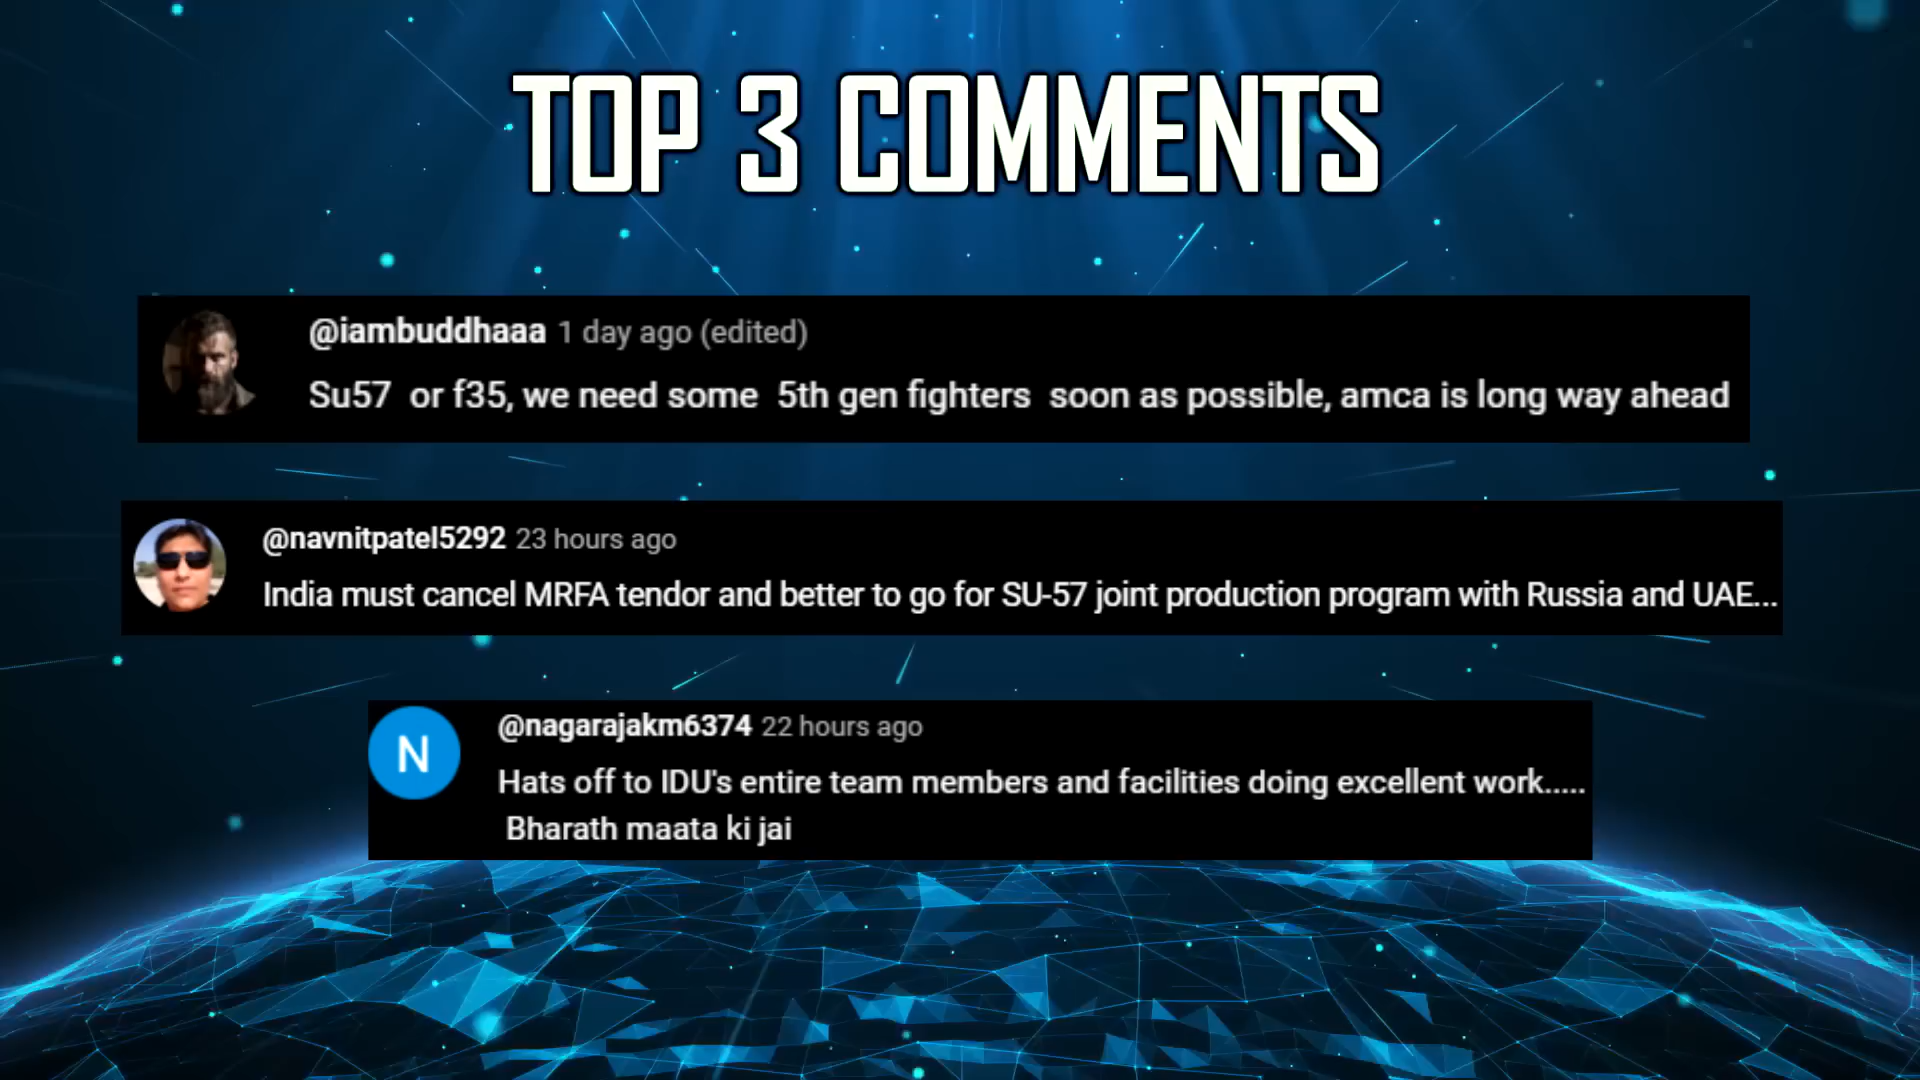 TOP 3 COMMENTS
@iambuddhaaa 1 day ago (edited)
Su57 or f35, we need some 5th gen fighters soon as possible, amca is long way ahead
@navnitpatel5292 23 hours ago
India must cancel MRFA tendor and better to go for SU-57 joint production program with Russia and UAE...
N
@nagarajakm6374 22 hours ago
Hats off to IDU's entire team members and facilities doing excellent work.....
Bharath maata ki jai